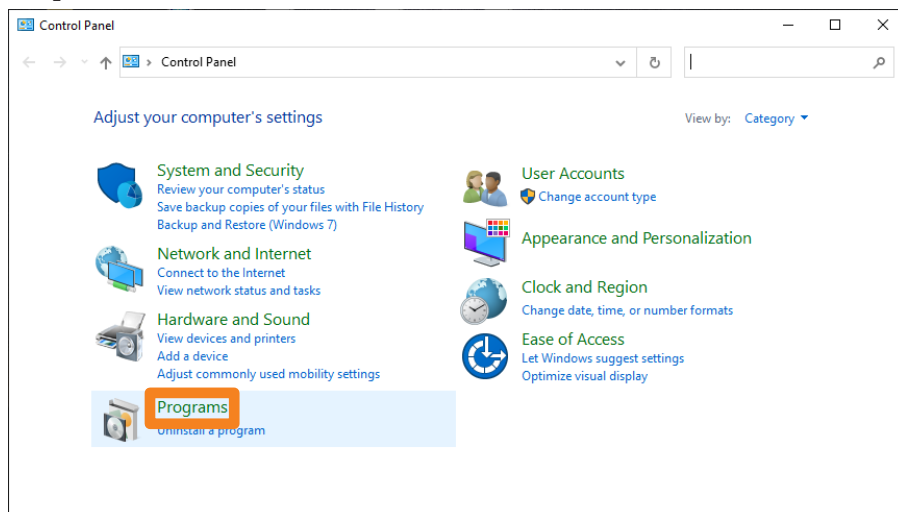 Control Panel
Control Panel
Adjust your computer's settings
View by: Category
System and Security
Review your computer's status
Save backup copies of your files with File History
Backup and Restore (Windows 7)
Network and Internet
Connect to the Internet
View network status and tasks
Hardware and Sound
View devices and printers
Add a device
Adjust commonly used mobility settings
Programs
Uninstall a program
User Accounts
Change account type
Appearance and Personalization
Clock and Region
Change date, time, or number formats
Ease of Access
Let Windows suggest settings
Optimize visual display